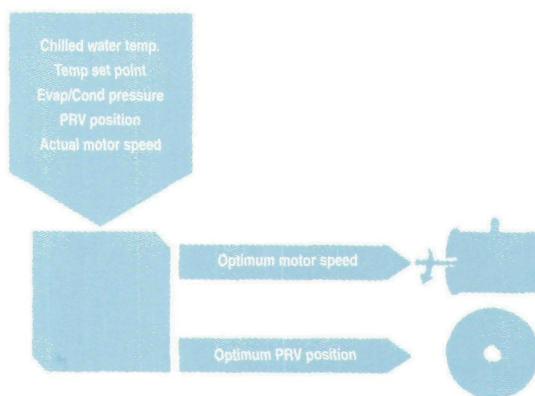 Chilled water temp.
Temp set point
Evap/Cond pressure
PRV position
Actual motor speed
Optimum motor speed
Optimum PRV position